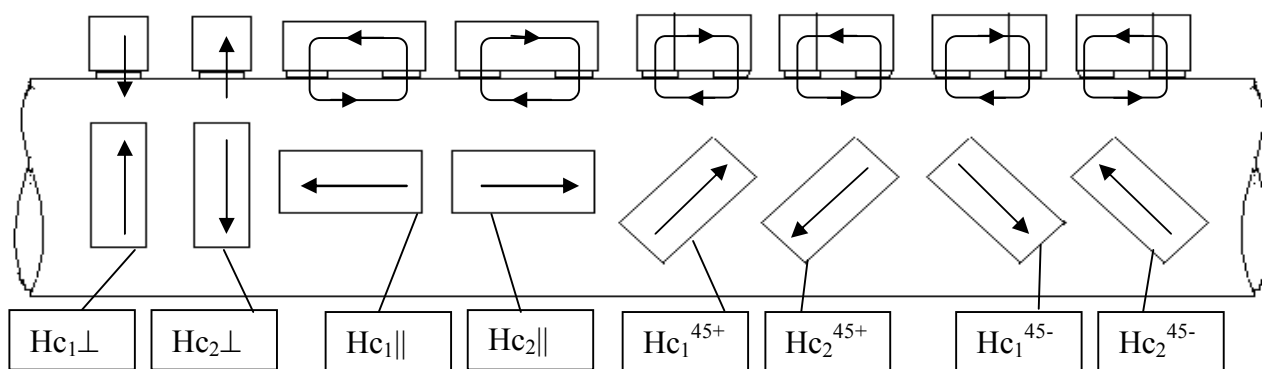 Hc₁⊥
Hc₂⊥
Hc₁||
Hc₂||
Hc₁⁴⁵⁺
Hc₂⁴⁵⁺
Hc₁⁴⁵⁻
Hc₂⁴⁵⁻